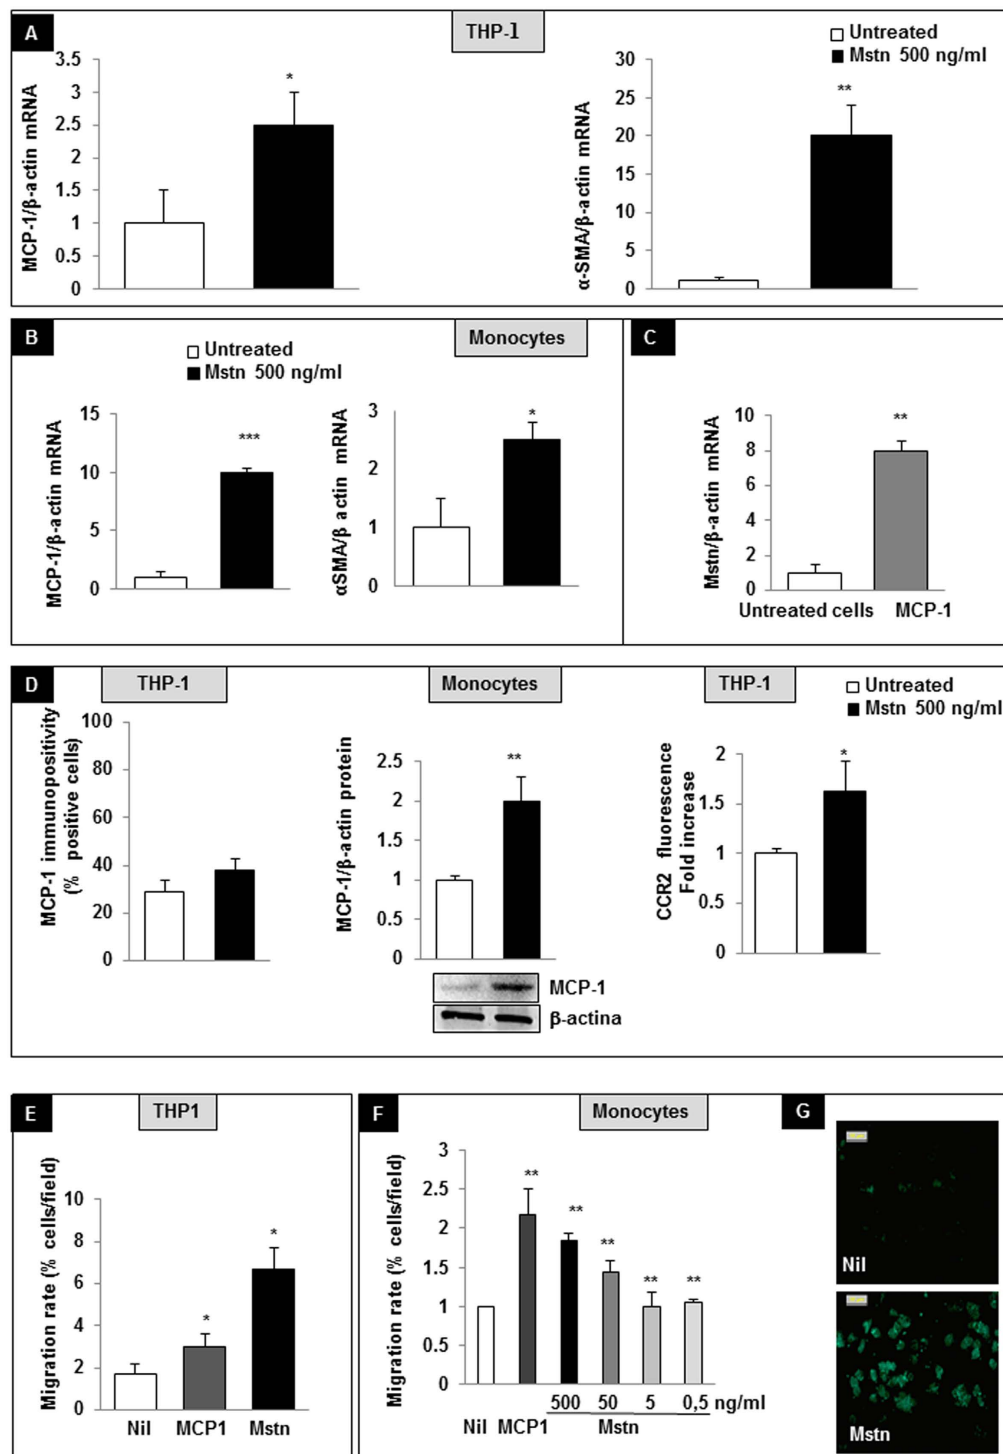 A
THP-1
Untreated
Mstn 500 ng/ml
MCP-1/β-actin mRNA
3.5
3
2.5
2
1.5
1
0.5
0
*
α-SMA/β-actin mRNA
30
25
20
15
10
5
0
**
B
Monocytes
Untreated
Mstn 500 ng/ml
MCP-1/β-actin mRNA
15
10
5
0
***
αSMA/β actin mRNA
3
2
1
0
*
C
Mstn/β-actin mRNA
10
8
6
4
2
0
**
Untreated cells MCP-1
D
THP-1
MCP-1 immunopositivity
(% positive cells)
100
80
60
40
20
0
Monocytes
MCP-1/β-actin protein
2.5
2
1.5
1
0.5
0
**
MCP-1
β-actina
THP-1
Untreated
Mstn 500 ng/ml
CCR2 fluorescence
Fold increase
2
1.5
1
0.5
0
*
E
THP1
Migration rate (% cells/field)
10
8
6
4
2
0
*
*
Nil MCP1 Mstn
F
Monocytes
Migration rate (% cells/field)
3
2.5
2
1.5
1
0.5
0
**
**
**
**
**
500 50 5 0,5 ng/ml
Nil MCP1 Mstn
G
Nil
Mstn